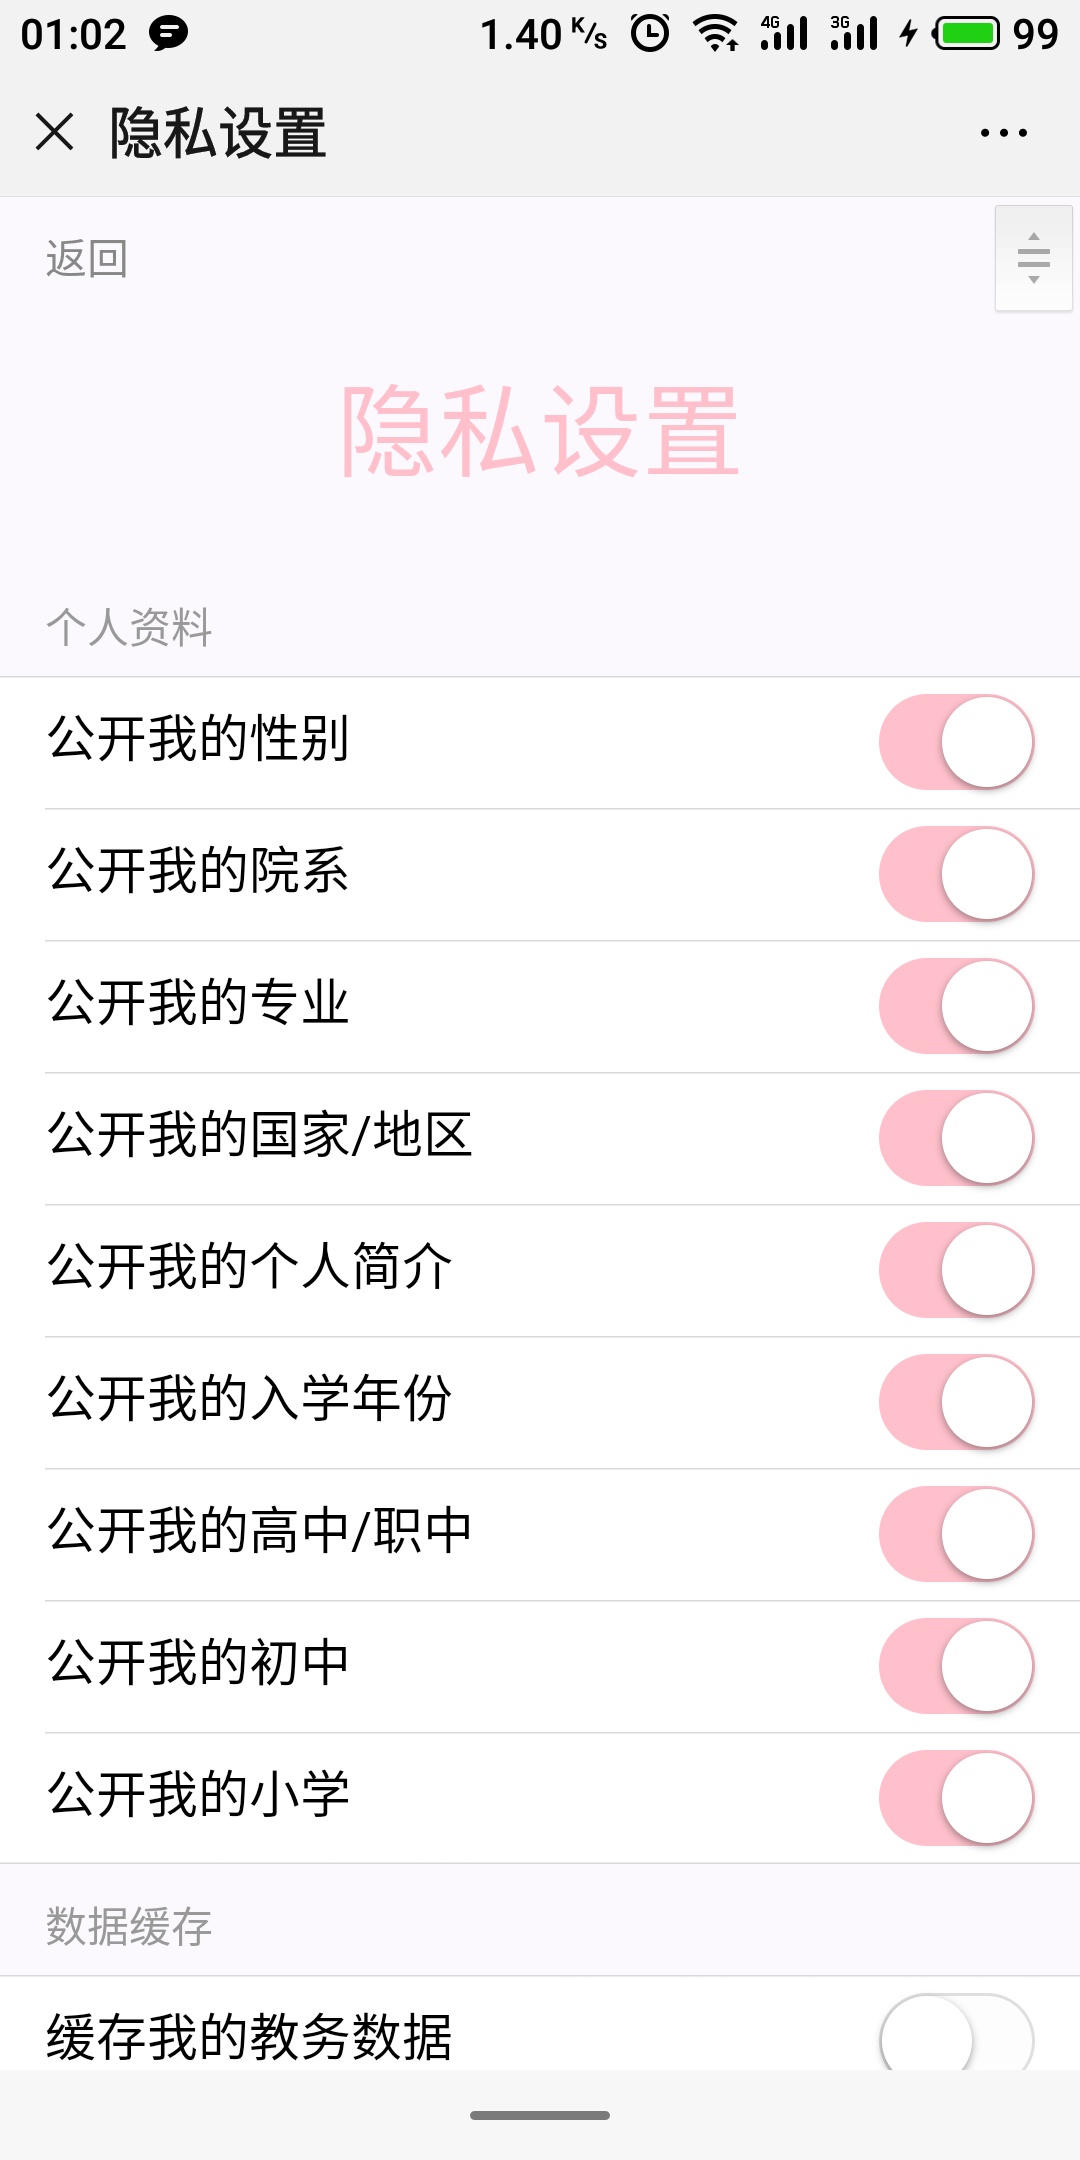 01:02 1.40 K/s 4G 3G 99
隐私设置
返回
隐私设置
个人资料
公开我的性别
公开我的院系
公开我的专业
公开我的国家/地区
公开我的个人简介
公开我的入学年份
公开我的高中/职中
公开我的初中
公开我的小学
数据缓存
缓存我的教务数据